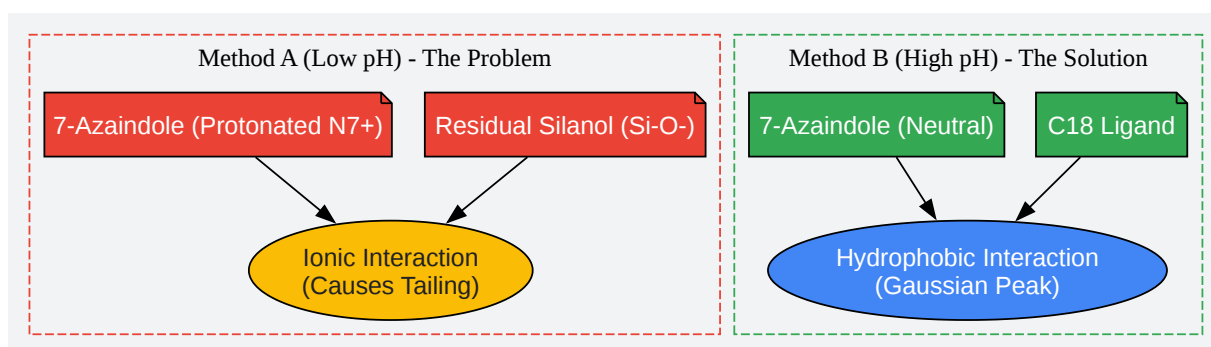 Method A (Low pH) - The Problem
7-Azaindole (Protonated N7+)
Residual Silanol (Si-O-)
Ionic Interaction
(Causes Tailing)
Method B (High pH) - The Solution
7-Azaindole (Neutral)
C18 Ligand
Hydrophobic Interaction
(Gaussian Peak)